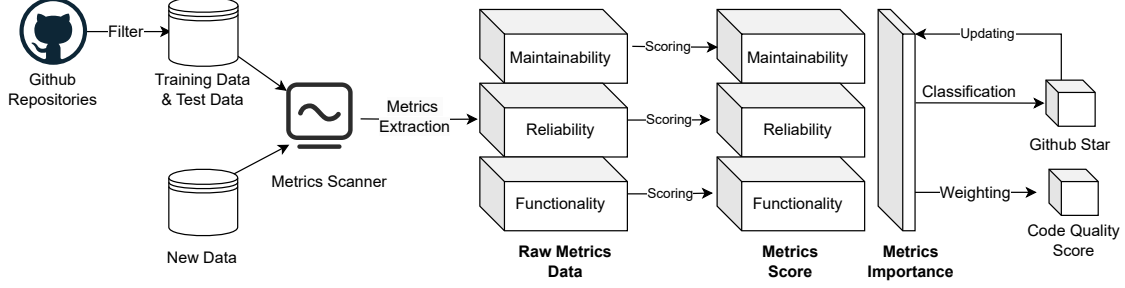 Filter
Github
Repositories
Training Data
& Test Data
New Data
Metrics Scanner
Metrics
Extraction
Maintainability
Reliability
Functionality
Raw Metrics
Data
Scoring
Scoring
Scoring
Maintainability
Reliability
Functionality
Metrics
Score
Metrics
Importance
Updating
Classification
Github Star
Weighting
Code Quality
Score